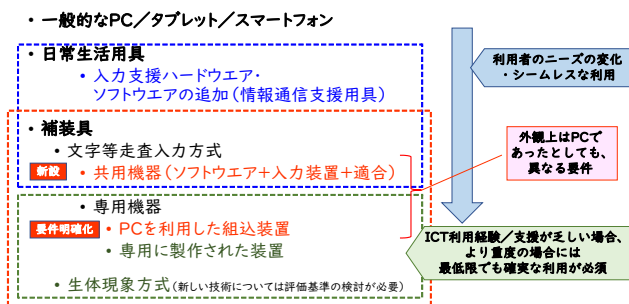 ・一般的なPC／タブレット／スマートフォン
・日常生活用具
・入力支援ハードウエア・
ソフトウエアの追加（情報通信支援用具）
・補装具
・文字等走査入力方式
新設
・共用機器（ソフトウエア＋入力装置＋適合）
・専用機器
要件明確化
・PCを利用した組込装置
・専用に製作された装置
・生体現象方式（新しい技術については評価基準の検討が必要）
利用者のニーズの変化
・シームレスな利用
外観上はPCで
あったとしても、
異なる要件
ICT利用経験／支援が乏しい場合、
より重度の場合には
最低限でも確実な利用が必須